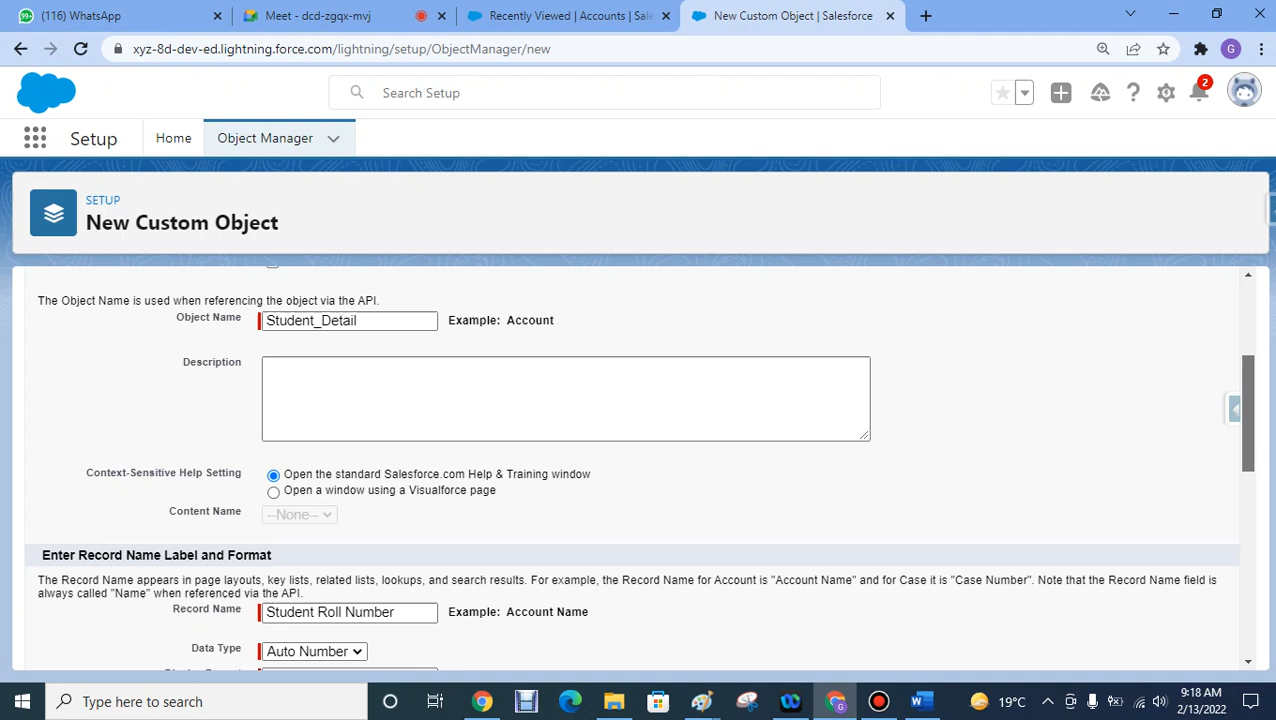 (31) WhatsApp
Meet - dcd-zgqx-mvj
Recently Viewed | Accounts | Sale
New Custom Object | Salesforce
xyz-8d-dev-ed.lightning.force.com/lightning/setup/ObjectManager/new
G
Search Setup
2
Setup
Home
Object Manager
SETUP
New Custom Object
The Object Name is used when referencing the object via the API.
Object Name
Student_Detail
Example: Account
Description
Context-Sensitive Help Setting
Open the standard Salesforce.com Help & Training window
Open a window using a Visualforce page
Content Name
--None--
Enter Record Name Label and Format
The Record Name appears in page layouts, key lists, related lists, lookups, and search results. For example, the Record Name for Account is "Account Name" and for Case it is "Case Number". Note that the Record Name field is
always called "Name" when referenced via the API.
Record Name
Student Roll Number
Example: Account Name
Data Type
Auto Number
Type here to search
19°C
9:18 AM
2/13/2022